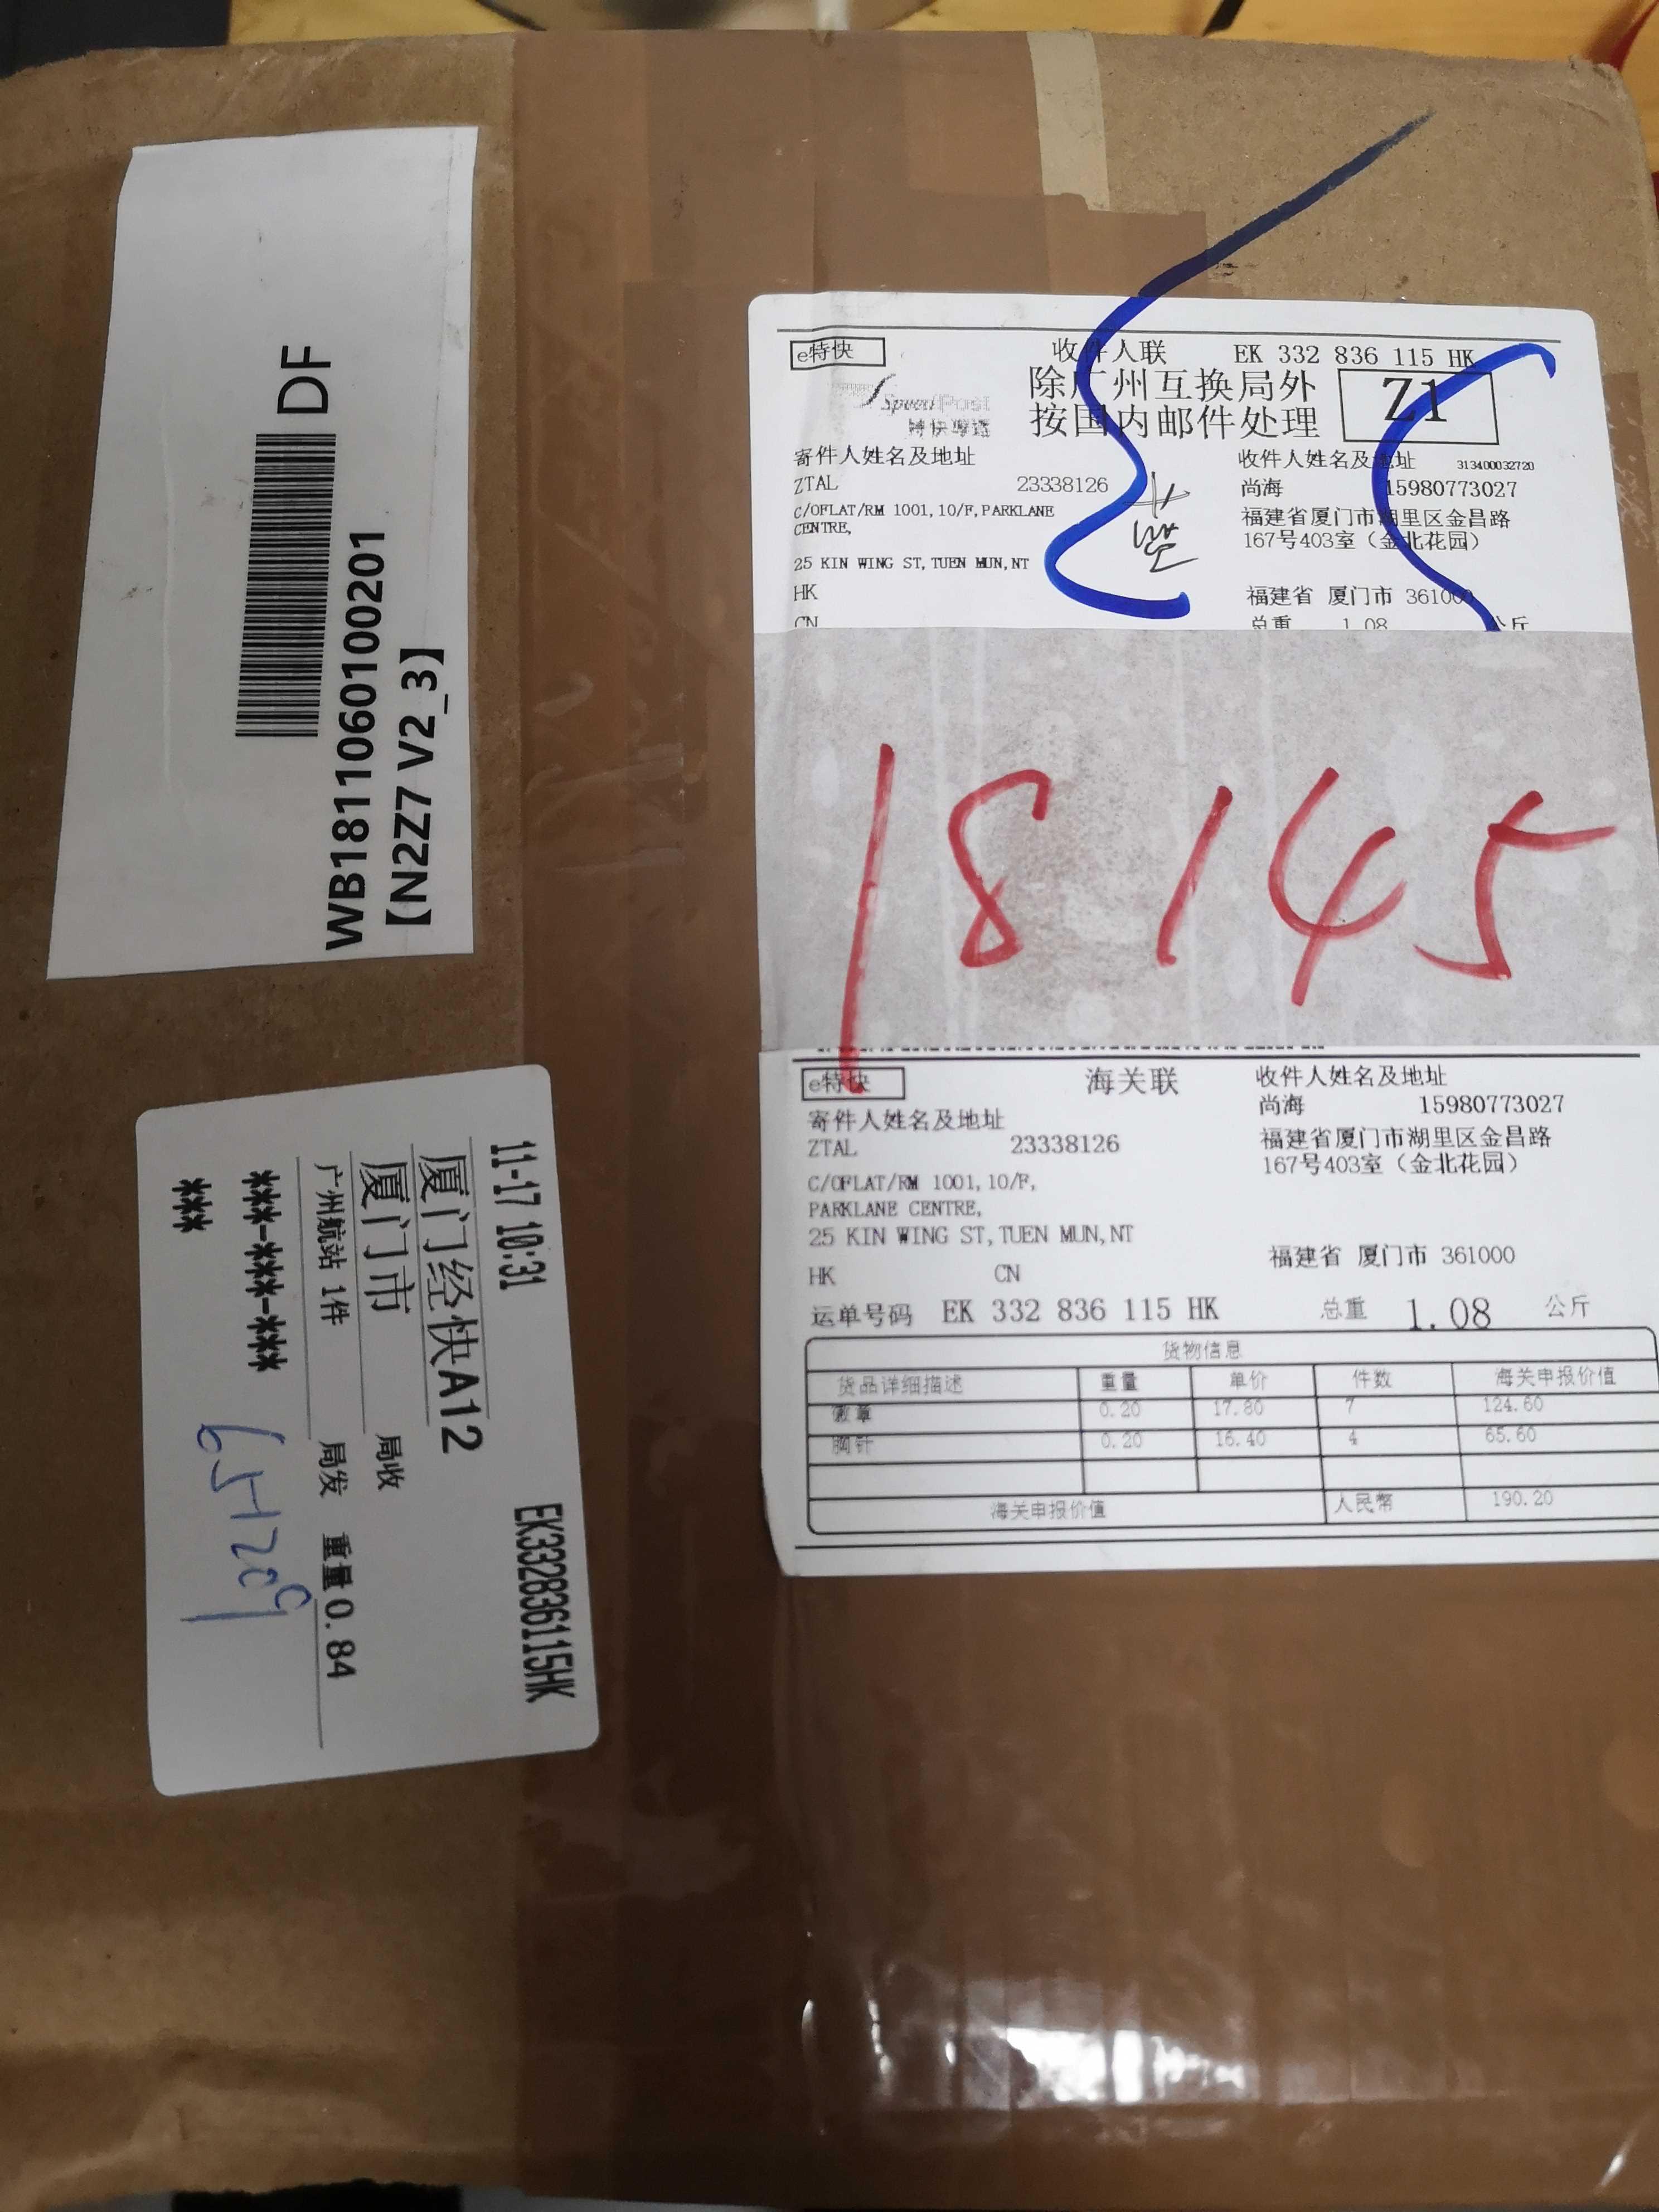 DF
WB1811060100201
【N2Z7 V2_3】
e特快
收件人联
EK 332 836 115 HK
SpeedPost
特快專遞
除广州互换局外
按国内邮件处理
Z1
寄件人姓名及地址
ZTAL 23338126
C/OFLAT/RM 1001,10/F,PARKLANE
CENTRE,
25 KIN WING ST,TUEN MUN,NT
HK
CN
收件人姓名及地址 313400032720
尚海 15980773027
福建省厦门市湖里区金昌路
167号403室（金北花园）
福建省 厦门市 361000
总重 1.08 公斤
18145
e特快
海关联
寄件人姓名及地址
ZTAL 23338126
C/OFLAT/RM 1001,10/F,
PARKLANE CENTRE,
25 KIN WING ST,TUEN MUN,NT
HK CN
收件人姓名及地址
尚海 15980773027
福建省厦门市湖里区金昌路
167号403室（金北花园）
福建省 厦门市 361000
运单号码 EK 332 836 115 HK 总重 1.08 公斤
货物信息
货品详细描述 重量 单价 件数 海关申报价值
徽章 0.20 17.80 7 124.60
胸针 0.20 16.40 4 65.60
海关申报价值 人民币 190.20
11-17 10:31 EK332836115HK
厦门经快A12
厦门市 局收
广州航站 1件 局发 重量0.84
***-***-***-***
***